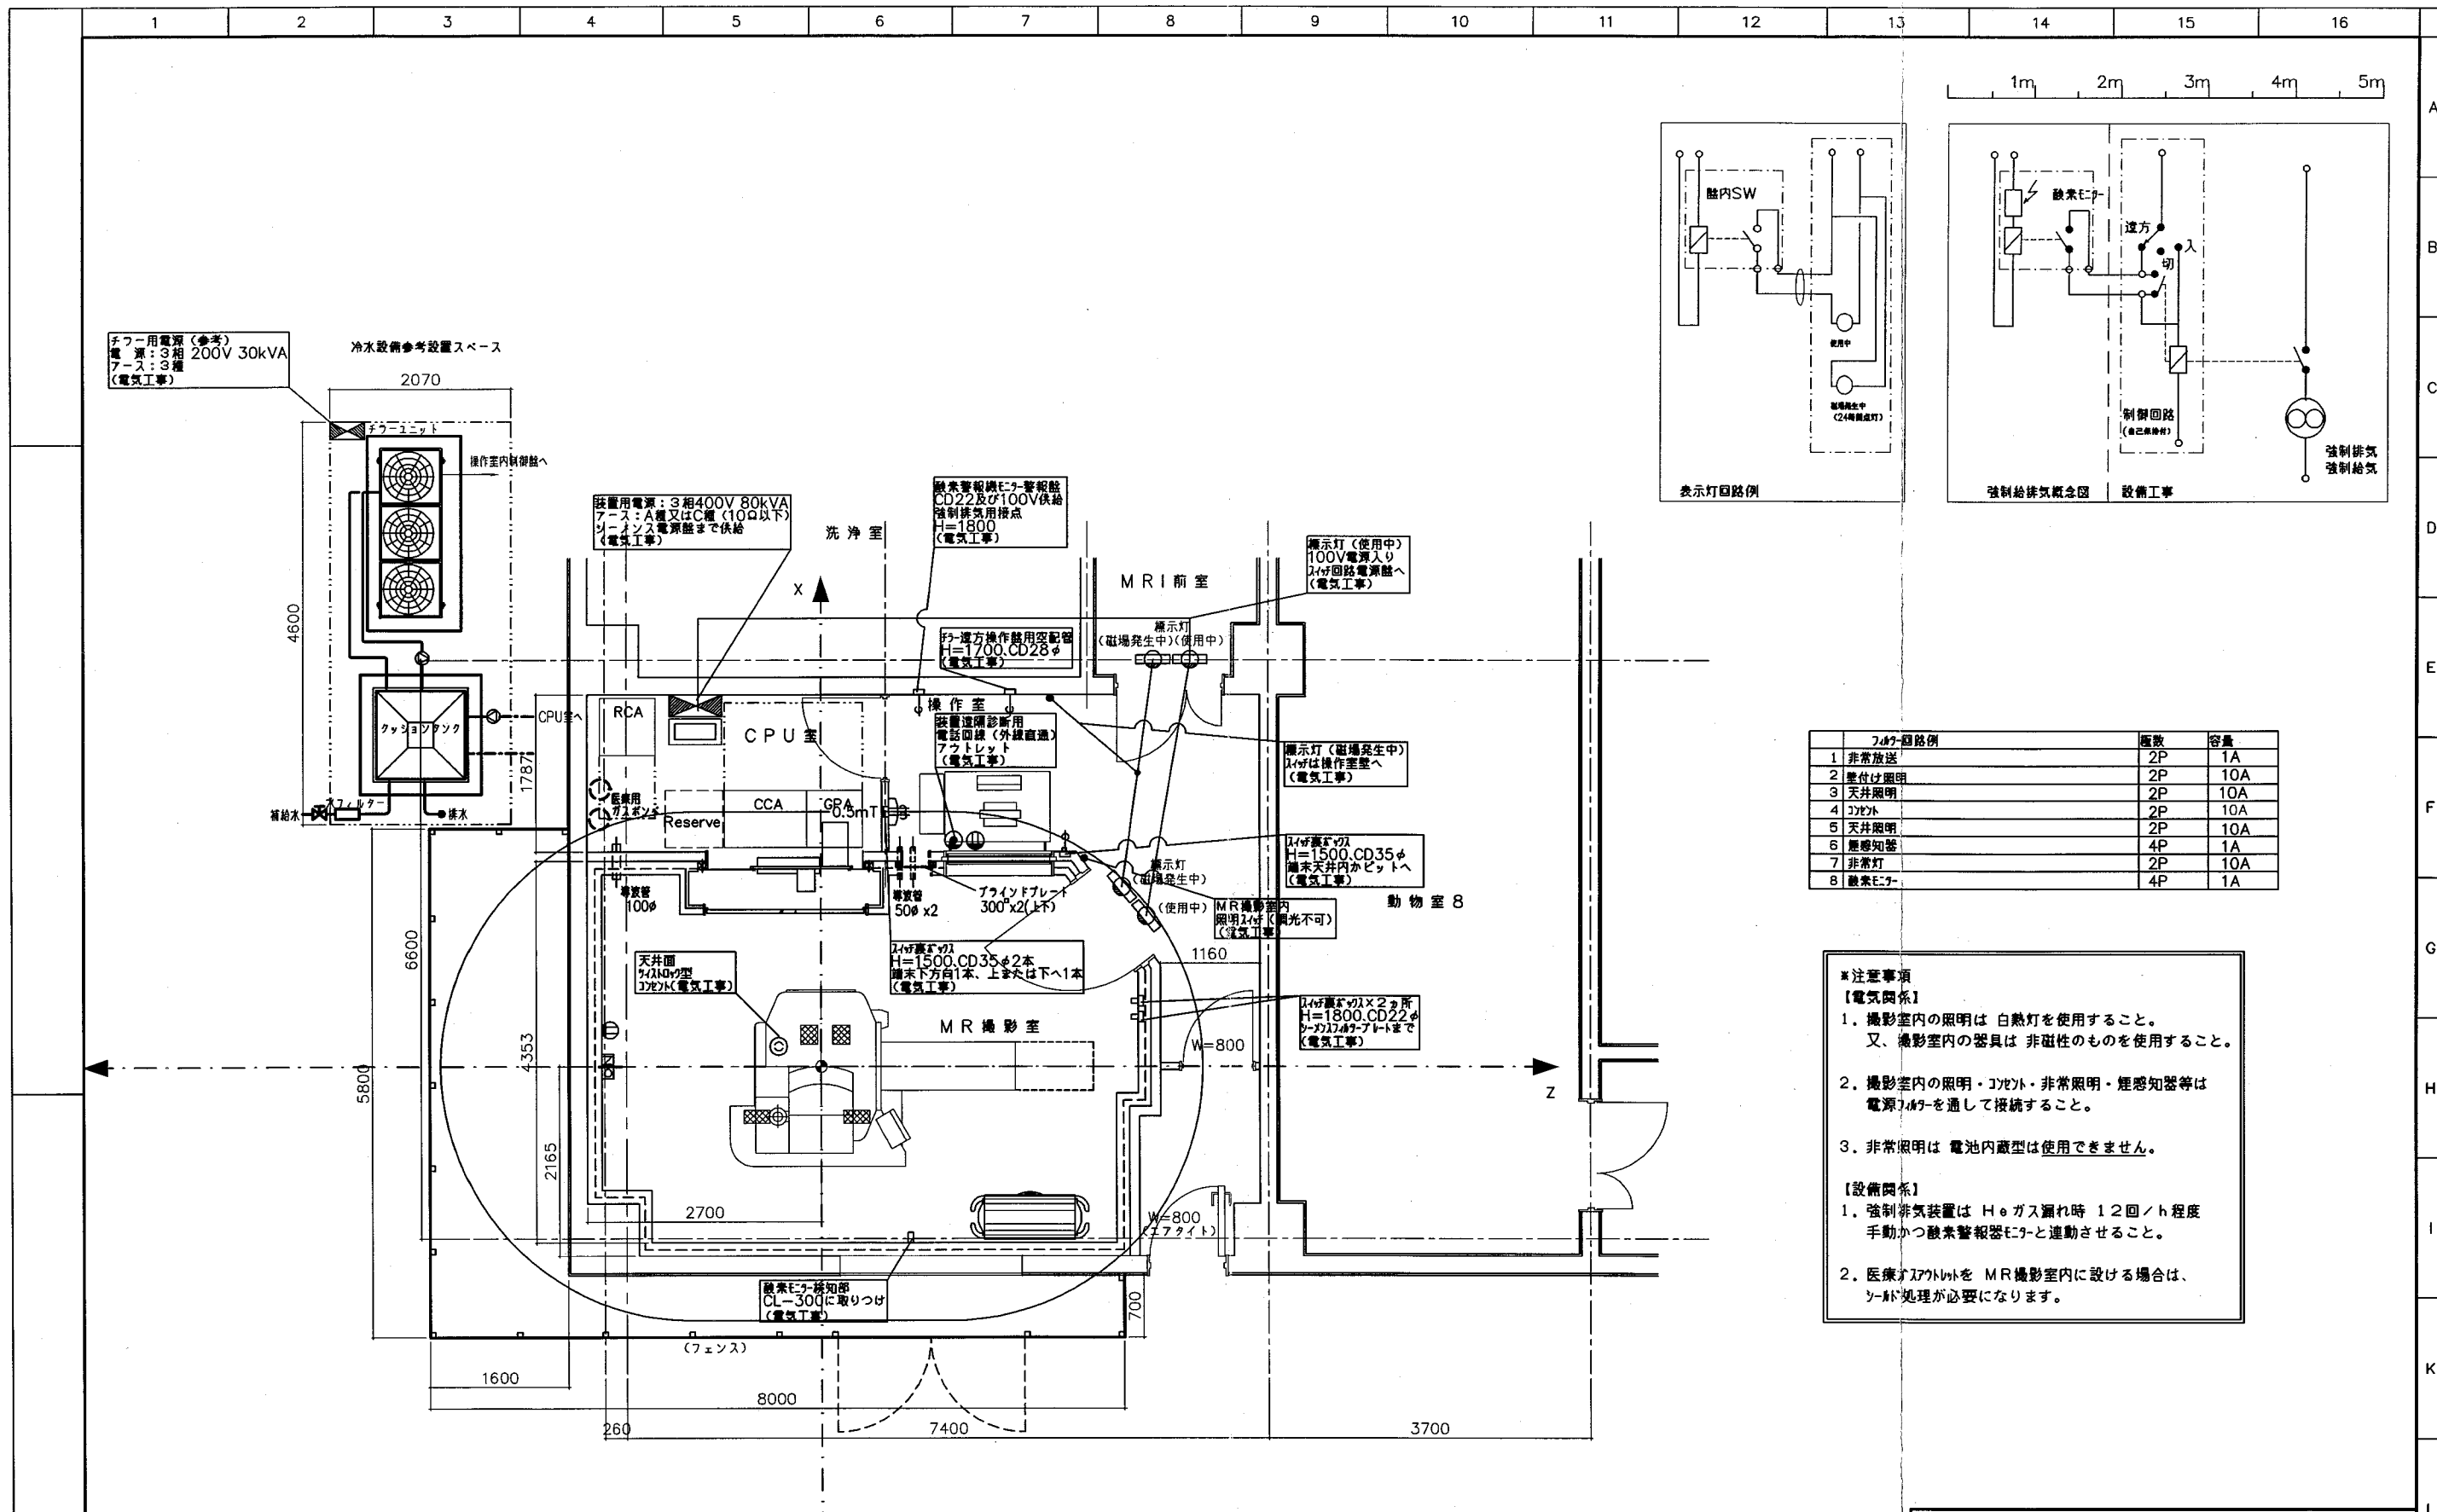 1 2 3 4 5 6 7 8 9 10 11 12 13 14 15 16
A
B
C
D
E
F
G
H
I
K
L
1m 2m 3m 4m 5m
盤内SW
使用中
磁場発生中
(24時間点灯)
表示灯回路例
酸素モニター
遠方
入
切
制御回路
(自己保持付)
強制排気
強制給気
強制給排気概念図
設備工事
チラー用電源(参考)
電 源:3相 200V 30kVA
アース:3種
(電気工事)
冷水設備参考設置スペース
2070
チラーユニット
操作室内制御盤へ
4600
クッションタンク
CPU室へ
補給水
水フィルター
排水
装置用電源:3相400V 80kVA
アース:A種又はC種(10Ω以下)
シーメンス電源盤まで供給
(電気工事)
洗浄室
酸素警報機モニター警報盤
CD22及び100V供給
強制排気用接点
H=1800
(電気工事)
MRI前室
標示灯(使用中)
100V電源入り
スイッチ回路電源盤へ
(電気工事)
X
チラー遠方操作盤用空配管
H=1700.CD28φ
(電気工事)
標示灯
(磁場発生中)(使用中)
RCA
CPU室
操作室
装置遠隔診断用
電話回線(外線直通)
アウトレット
(電気工事)
標示灯(磁場発生中)
スイッチは操作室壁へ
(電気工事)
1787
医療用
ガスボンベ
Reserve
CCA
GPA
0.5mT
スイッチ裏ボックス
H=1500.CD35φ
端末天井内かピットへ
(電気工事)
標示灯
(磁場発生中)
(使用中)
導波管
100φ
導波管
50φ x2
ブラインドプレート
300□x2(上下)
MR撮影室内
照明スイッチ(調光不可)
(電気工事)
動物室8
6600
天井面
ツイストロック型
コンセント(電気工事)
スイッチ裏ボックス
H=1500.CD35φ2本
端末下方向1本、上または下へ1本
(電気工事)
1160
スイッチ裏ボックス×2ヵ所
H=1800.CD22φ
シーメンスフィルタープレートまで
(電気工事)
MR撮影室
W=800
4353
5800
Z
2165
2700
W=800
(エアタイト)
酸素モニター検知部
CL-300に取りつけ
(電気工事)
700
(フェンス)
1600
8000
260
7400
3700
フィルター回路例 極数 容量
1 非常放送 2P 1A
2 壁付け照明 2P 10A
3 天井照明 2P 10A
4 コンセント 2P 10A
5 天井照明 2P 10A
6 煙感知器 4P 1A
7 非常灯 2P 10A
8 酸素モニター 4P 1A
※注意事項
【電気関係】
1. 撮影室内の照明は 白熱灯を使用すること。
又、撮影室内の器具は 非磁性のものを使用すること。
2. 撮影室内の照明・コンセント・非常照明・煙感知器等は
電源フィルターを通して接続すること。
3. 非常照明は 電池内蔵型は使用できません。
【設備関係】
1. 強制排気装置は Heガス漏れ時 12回/h程度
手動かつ酸素警報器モニターと連動させること。
2. 医療ガスアウトレットを MR撮影室内に設ける場合は、
シールド処理が必要になります。